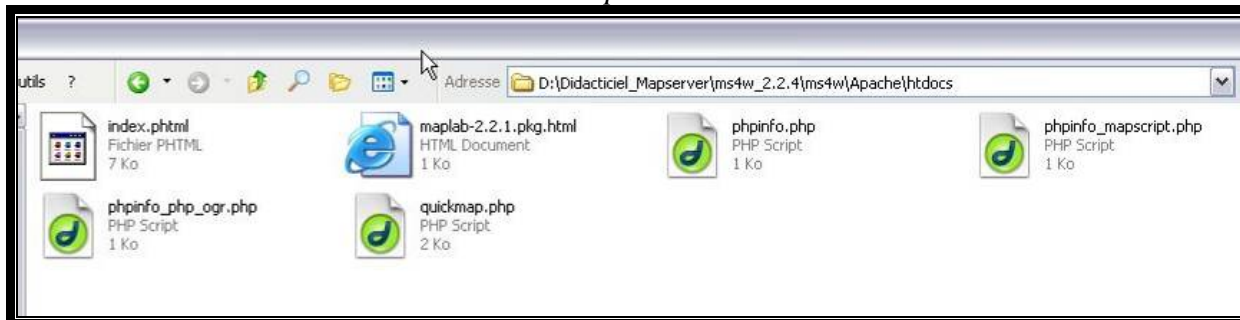 utils ? Adresse D:\Didacticiel_Mapserver\ms4w_2.2.4\ms4w\Apache\htdocs
index.phtml
Fichier PHTML
7 Ko
maplab-2.2.1.pkg.html
HTML Document
1 Ko
phpinfo.php
PHP Script
1 Ko
phpinfo_mapscript.php
PHP Script
1 Ko
phpinfo_php_ogr.php
PHP Script
1 Ko
quickmap.php
PHP Script
2 Ko